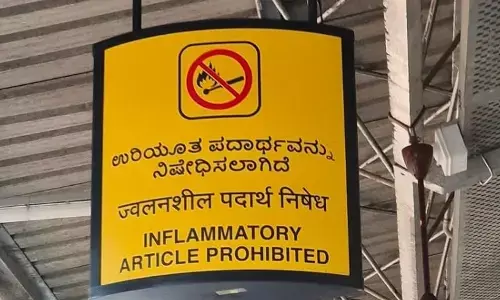 ಉರಿಯೂತ ಪದಾರ್ಥವನ್ನು
ನಿಷೇಧಿಸಲಾಗಿದೆ
ज्वलनशील पदार्थ निषेध
INFLAMMATORY
ARTICLE PROHIBITED